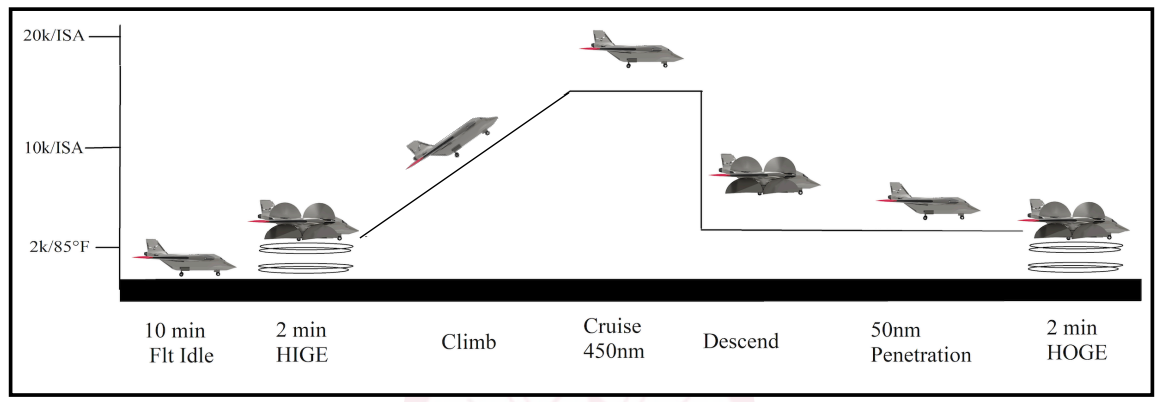 20k/ISA
10k/ISA
2k/85°F
10 min
Flt Idle
2 min
HIGE
Climb
Cruise
450nm
Descend
50nm
Penetration
2 min
HOGE